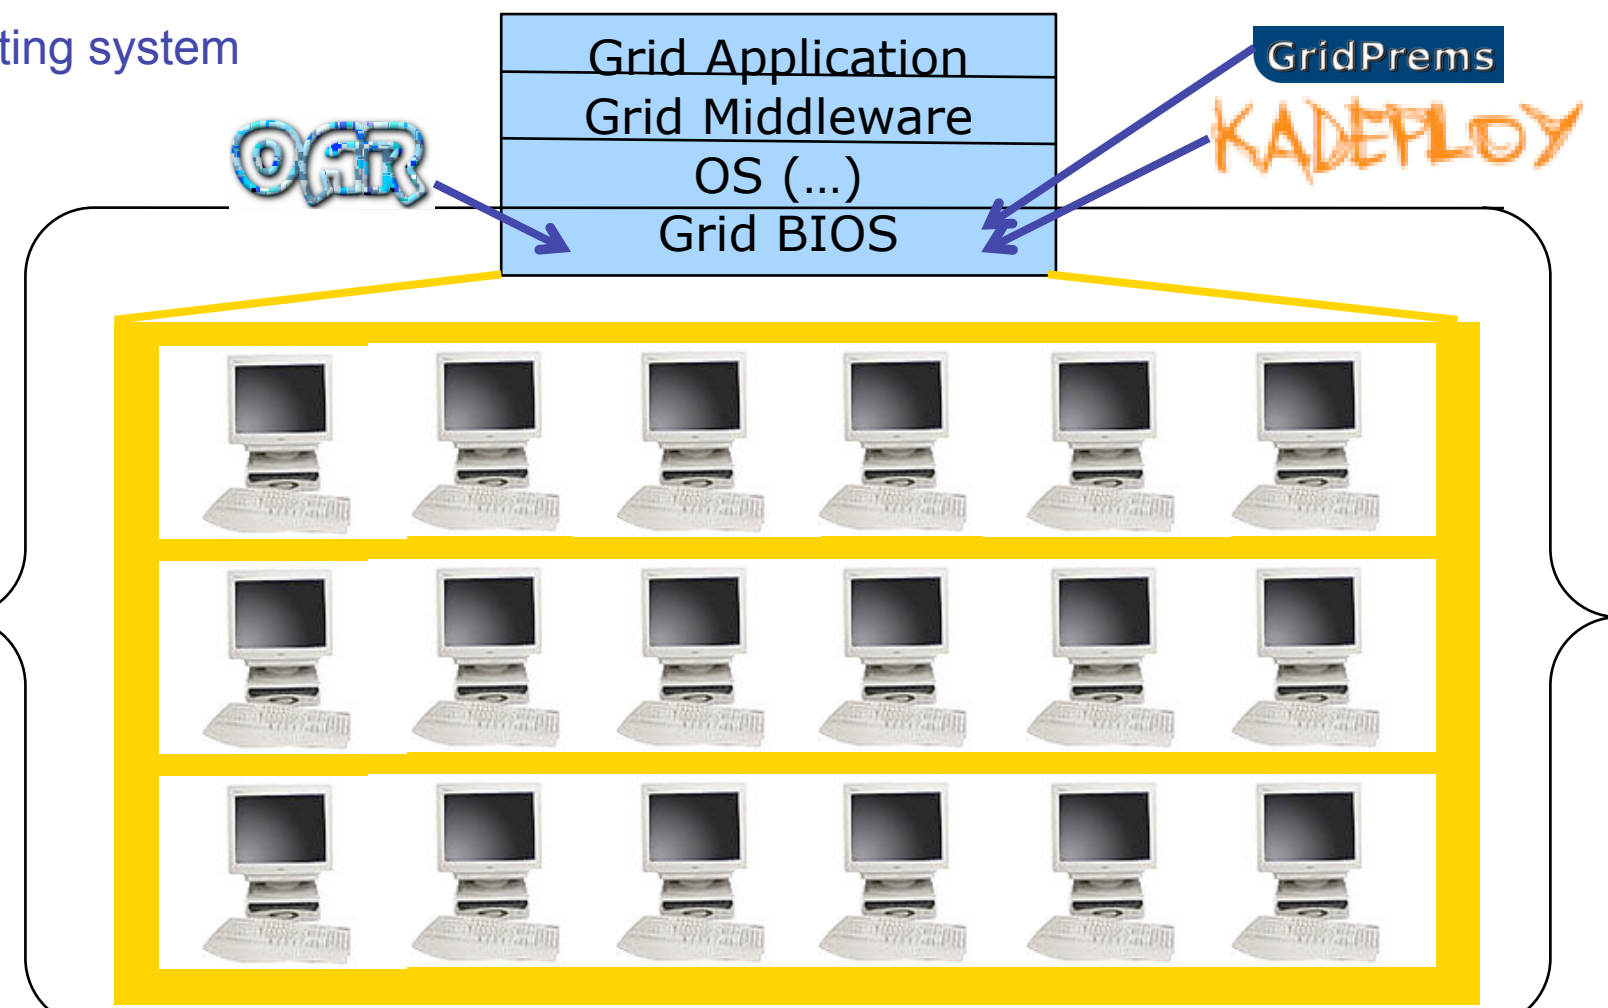 ting system
Grid Application
Grid Middleware
OS (...)
Grid BIOS
OAR
GridPrems
KADEPLOY